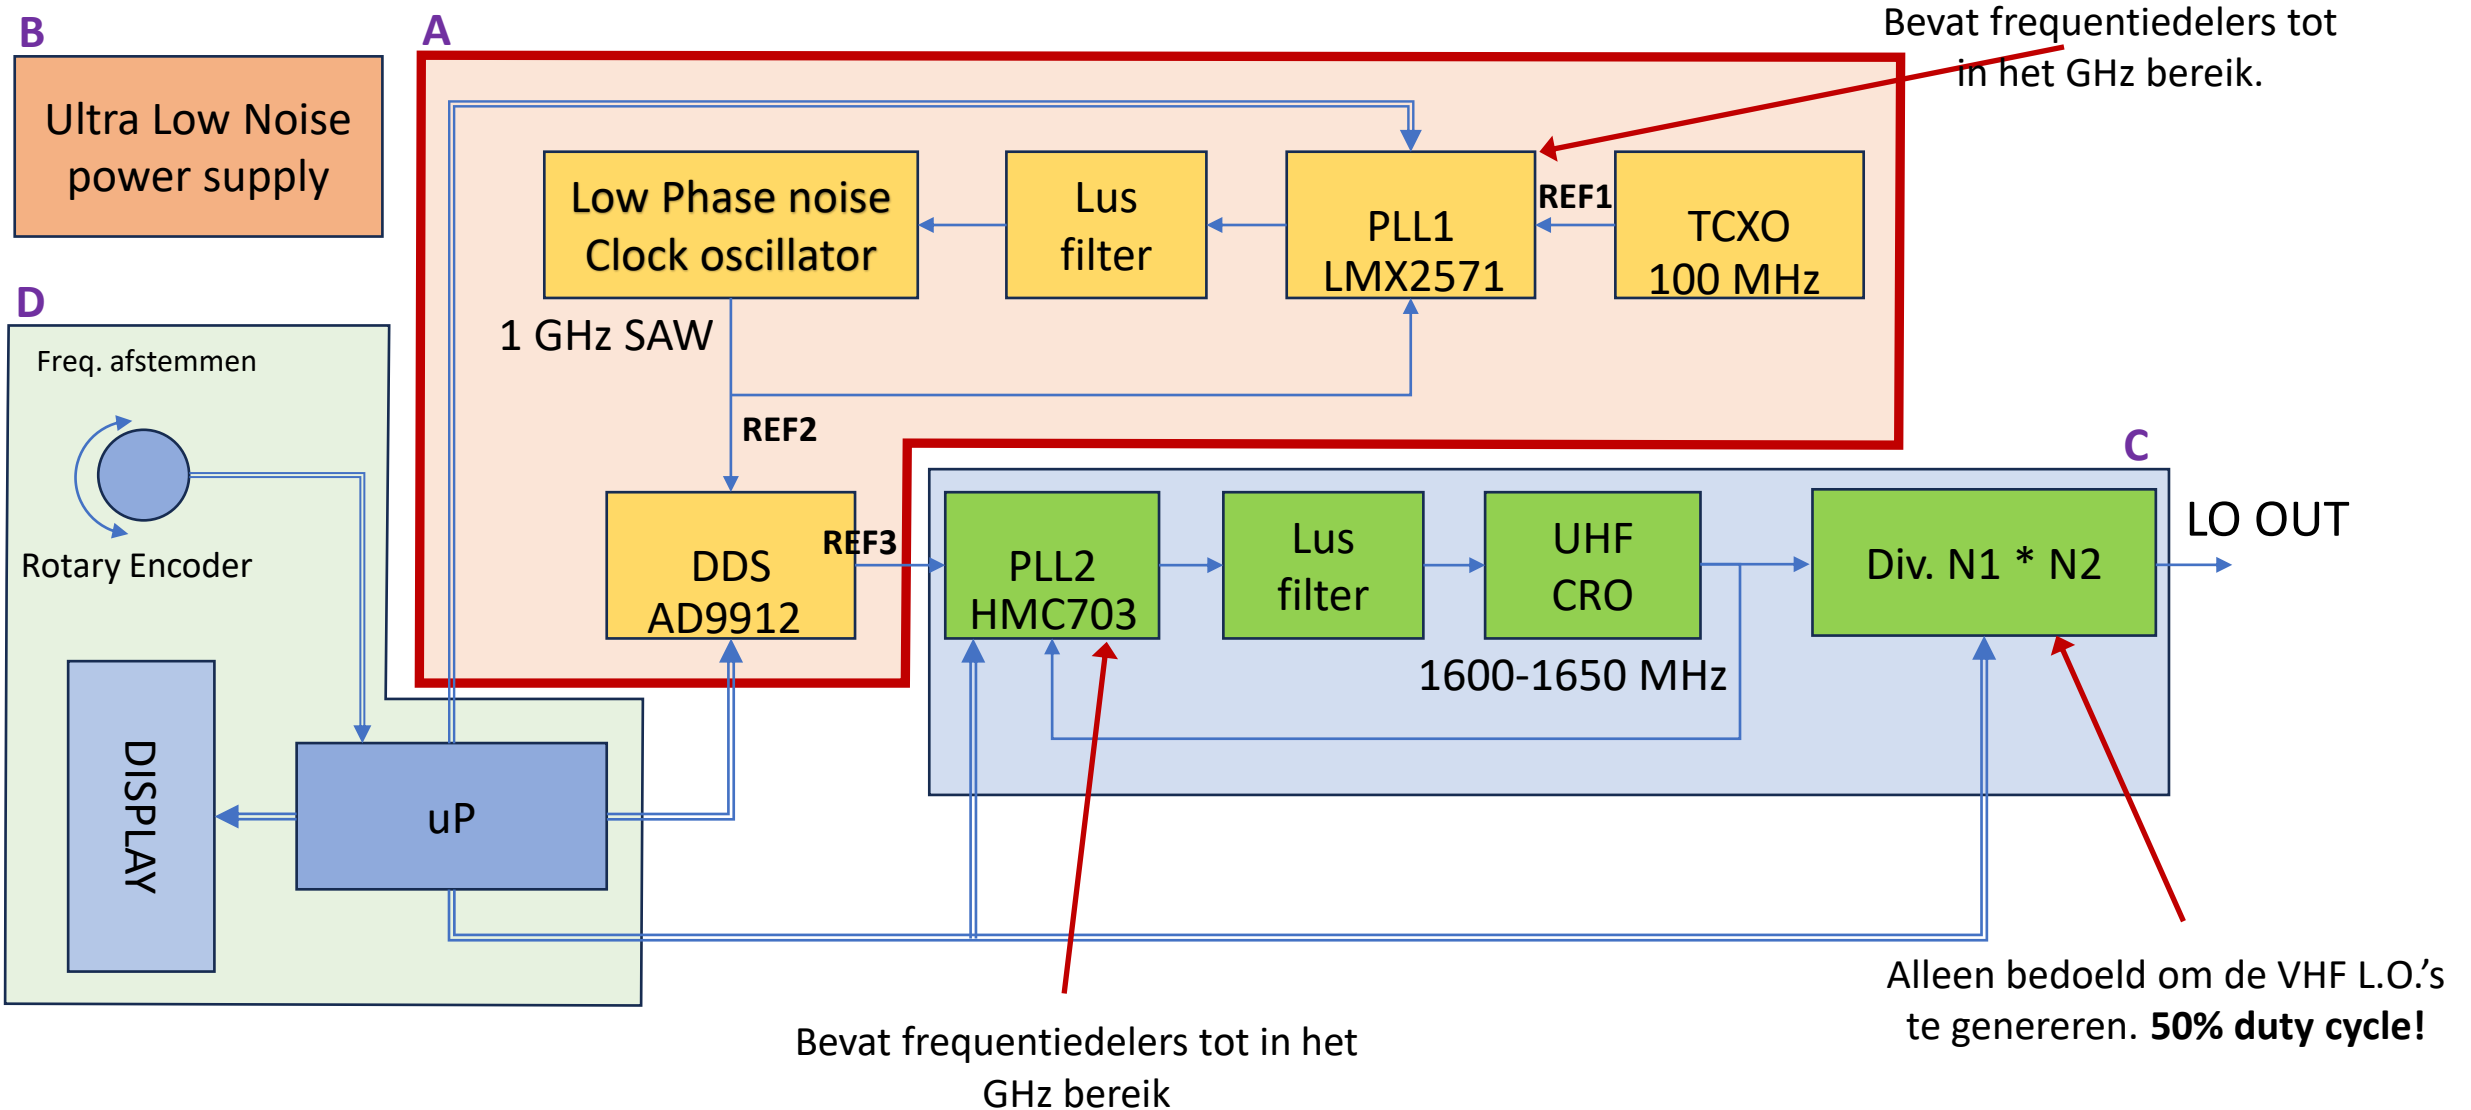 B
Ultra Low Noise
power supply
A
Bevat frequentiedelers tot
in het GHz bereik.
Low Phase noise
Clock oscillator
Lus
filter
PLL1
LMX2571
REF1
TCXO
100 MHz
1 GHz SAW
REF2
D
Freq. afstemmen
Rotary Encoder
DISPLAY
uP
DDS
AD9912
REF3
C
PLL2
HMC703
Lus
filter
UHF
CRO
1600-1650 MHz
Div. N1 * N2
LO OUT
Bevat frequentiedelers tot in het
GHz bereik
Alleen bedoeld om de VHF L.O.’s
te genereren. 50% duty cycle!